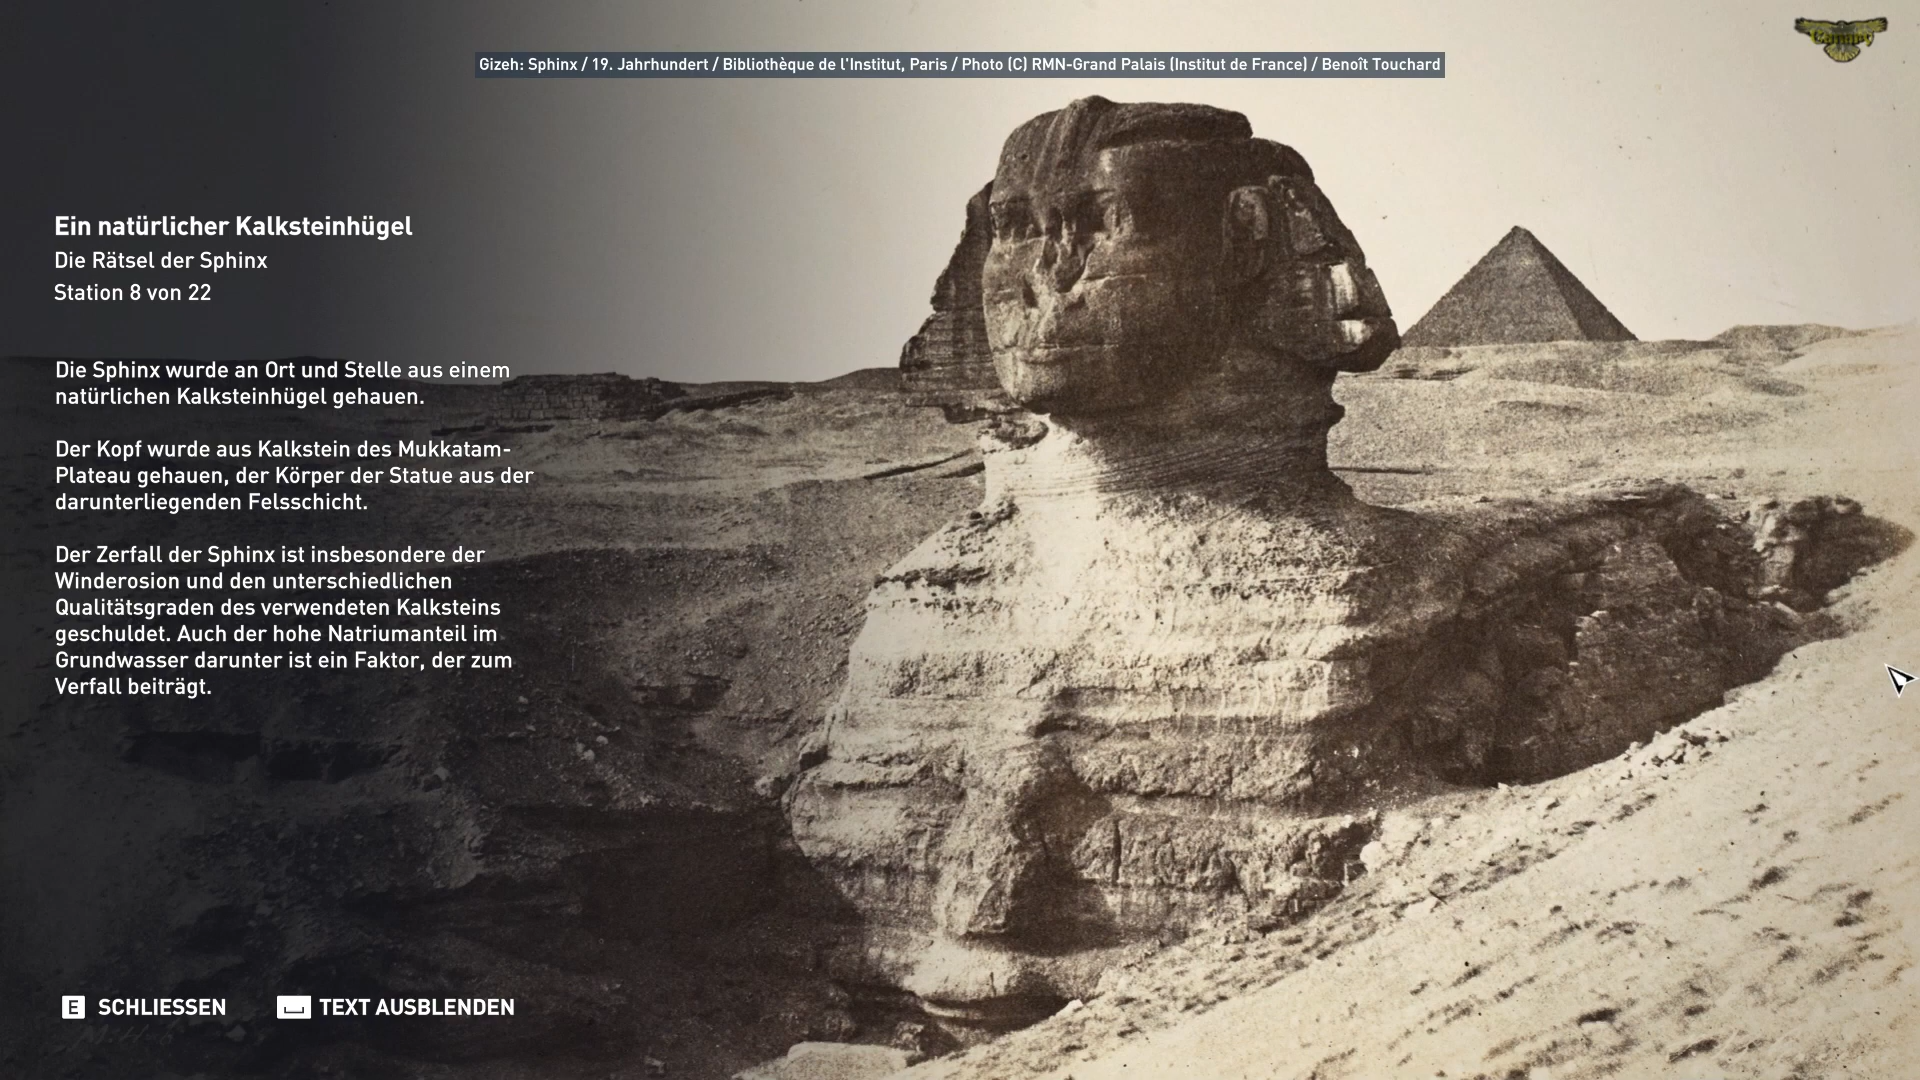 Gizeh: Sphinx / 19. Jahrhundert / Bibliothèque de l'Institut, Paris / Photo (C) RMN-Grand Palais (Institut de France) / Benoît Touchard
Ein natürlicher Kalksteinhügel
Die Rätsel der Sphinx
Station 8 von 22
Die Sphinx wurde an Ort und Stelle aus einem
natürlichen Kalksteinhügel gehauen.
Der Kopf wurde aus Kalkstein des Mukkatam-
Plateau gehauen, der Körper der Statue aus der
darunterliegenden Felsschicht.
Der Zerfall der Sphinx ist insbesondere der
Winderosion und den unterschiedlichen
Qualitätsgraden des verwendeten Kalksteins
geschuldet. Auch der hohe Natriumanteil im
Grundwasser darunter ist ein Faktor, der zum
Verfall beiträgt.
E SCHLIESSEN
TEXT AUSBLENDEN